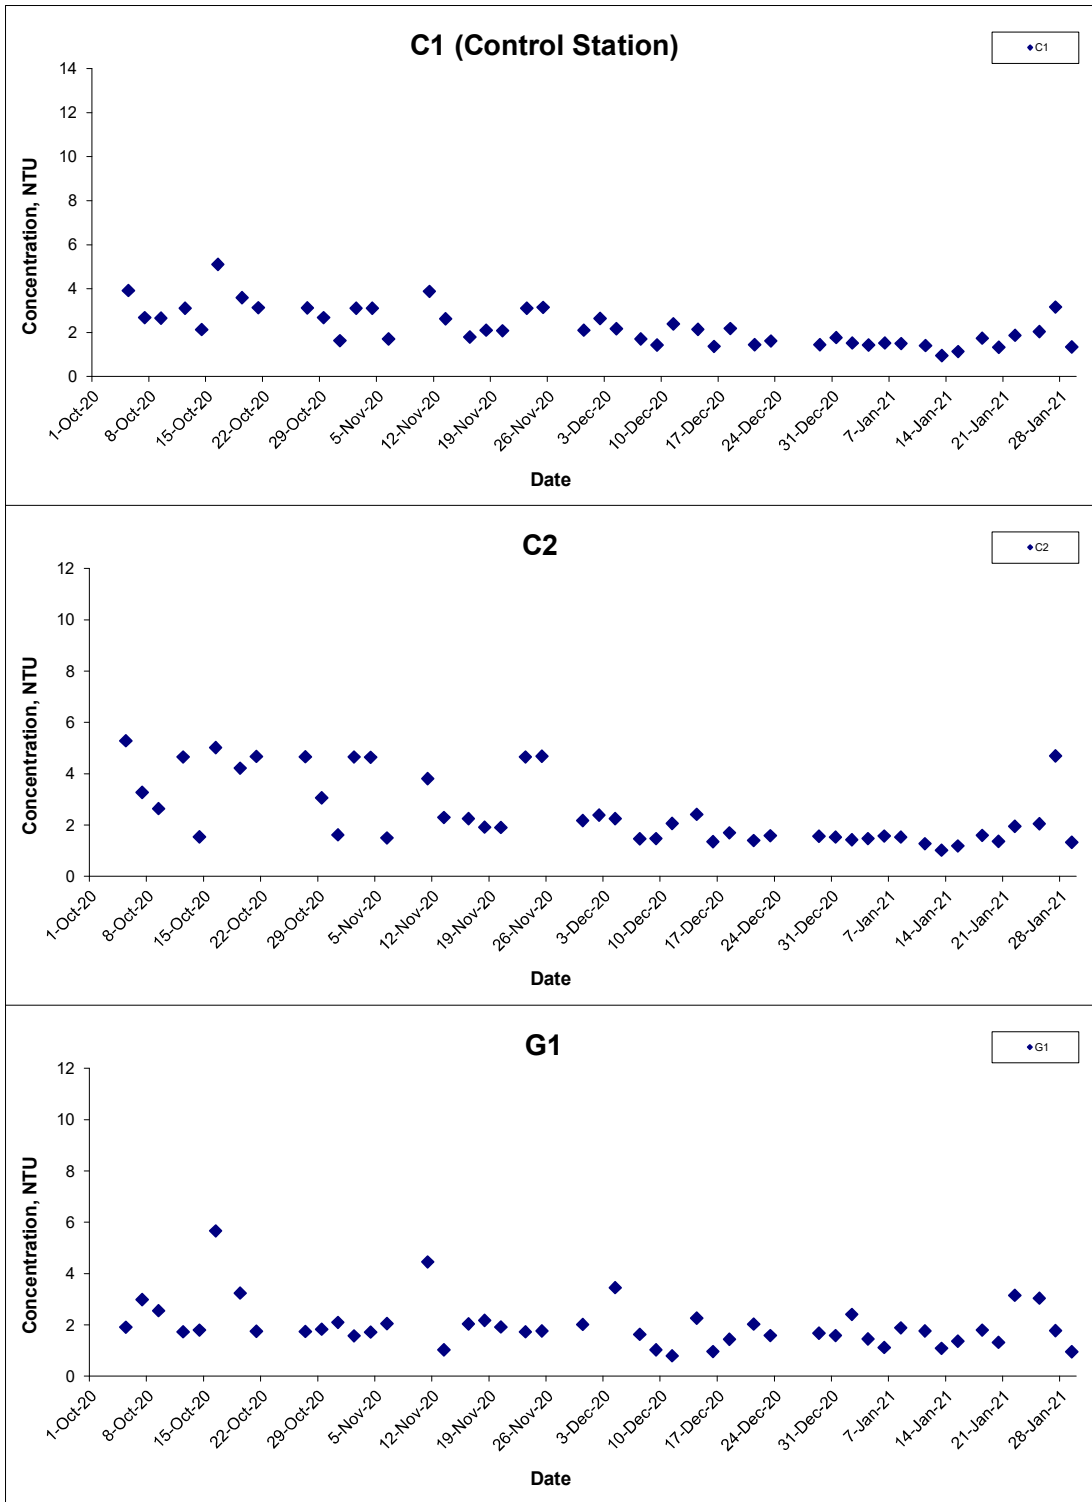 C1 (Control Station)
C1
Concentration, NTU
14
12
10
8
6
4
2
0
1-Oct-20
8-Oct-20
15-Oct-20
22-Oct-20
29-Oct-20
5-Nov-20
12-Nov-20
19-Nov-20
26-Nov-20
3-Dec-20
10-Dec-20
17-Dec-20
24-Dec-20
31-Dec-20
7-Jan-21
14-Jan-21
21-Jan-21
28-Jan-21
Date
C2
C2
Concentration, NTU
12
10
8
6
4
2
0
1-Oct-20
8-Oct-20
15-Oct-20
22-Oct-20
29-Oct-20
5-Nov-20
12-Nov-20
19-Nov-20
26-Nov-20
3-Dec-20
10-Dec-20
17-Dec-20
24-Dec-20
31-Dec-20
7-Jan-21
14-Jan-21
21-Jan-21
28-Jan-21
Date
G1
G1
Concentration, NTU
12
10
8
6
4
2
0
1-Oct-20
8-Oct-20
15-Oct-20
22-Oct-20
29-Oct-20
5-Nov-20
12-Nov-20
19-Nov-20
26-Nov-20
3-Dec-20
10-Dec-20
17-Dec-20
24-Dec-20
31-Dec-20
7-Jan-21
14-Jan-21
21-Jan-21
28-Jan-21
Date